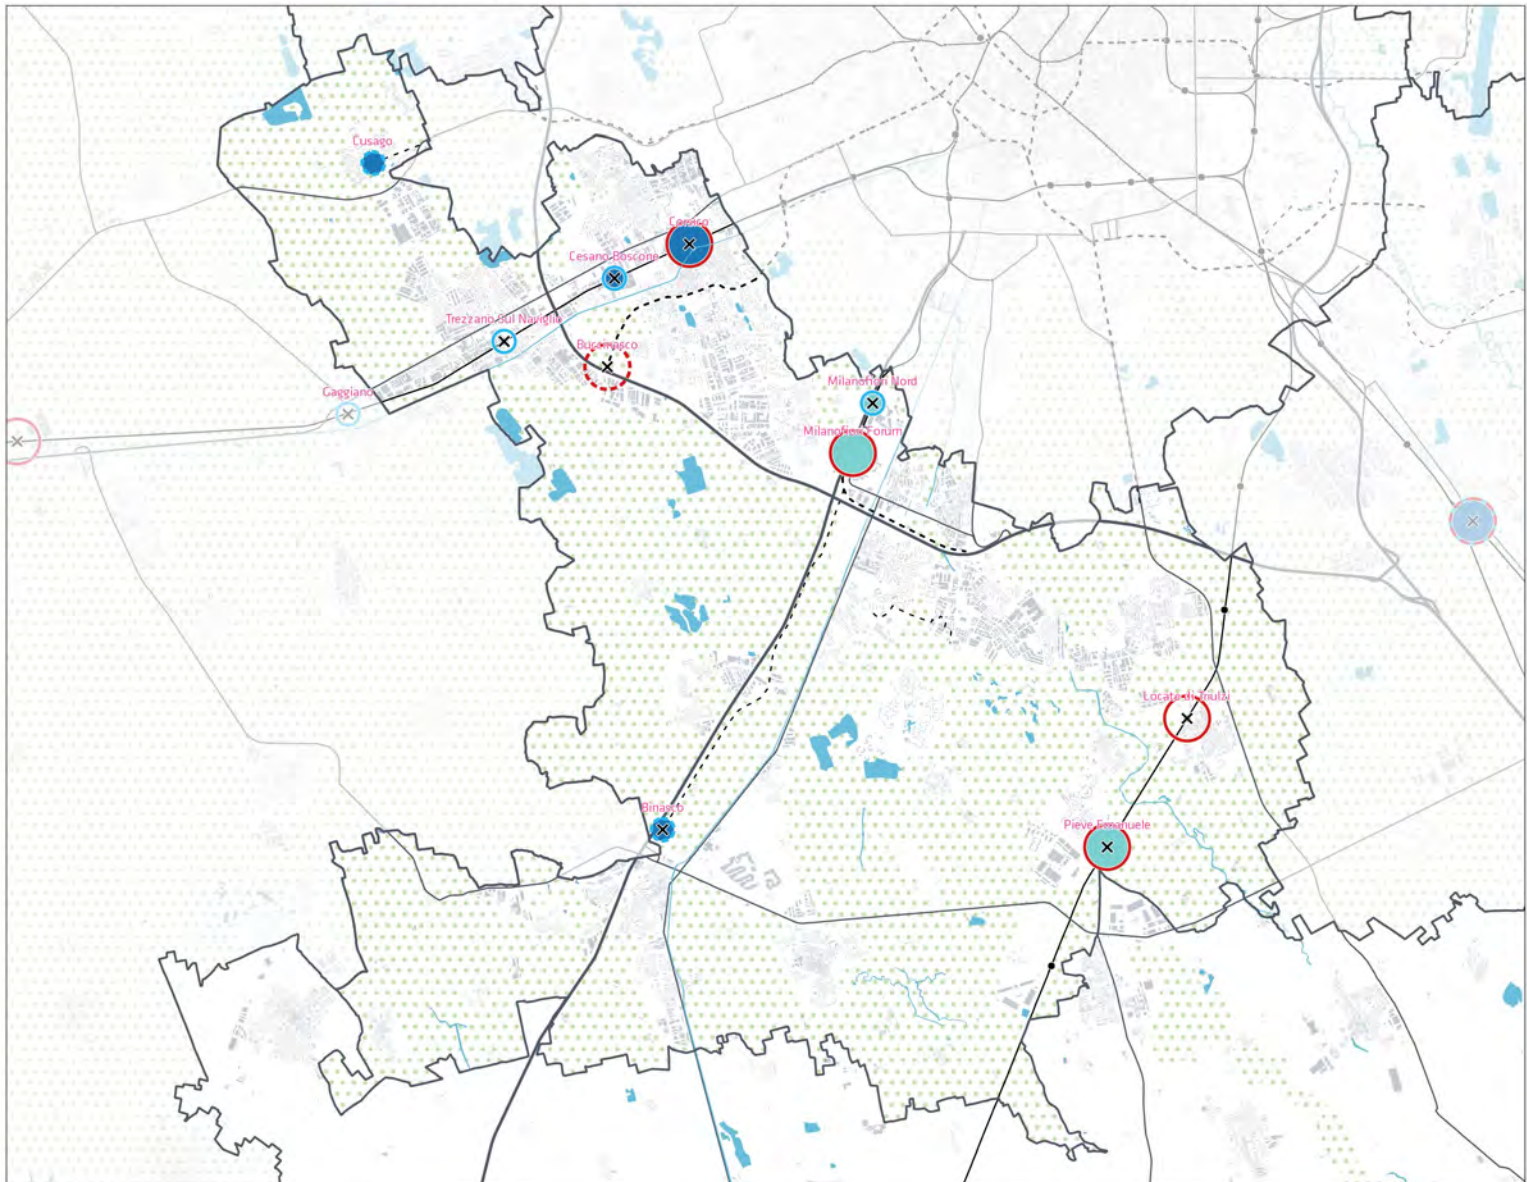 Cusago
Corsico
Cesano Boscone
Trezzano Sul Naviglio
Buccinasco
Milanofiori Nord
Gaggiano
Milanofiori Forum
Locate di Triulzi
Binasco
Pieve Emanuele